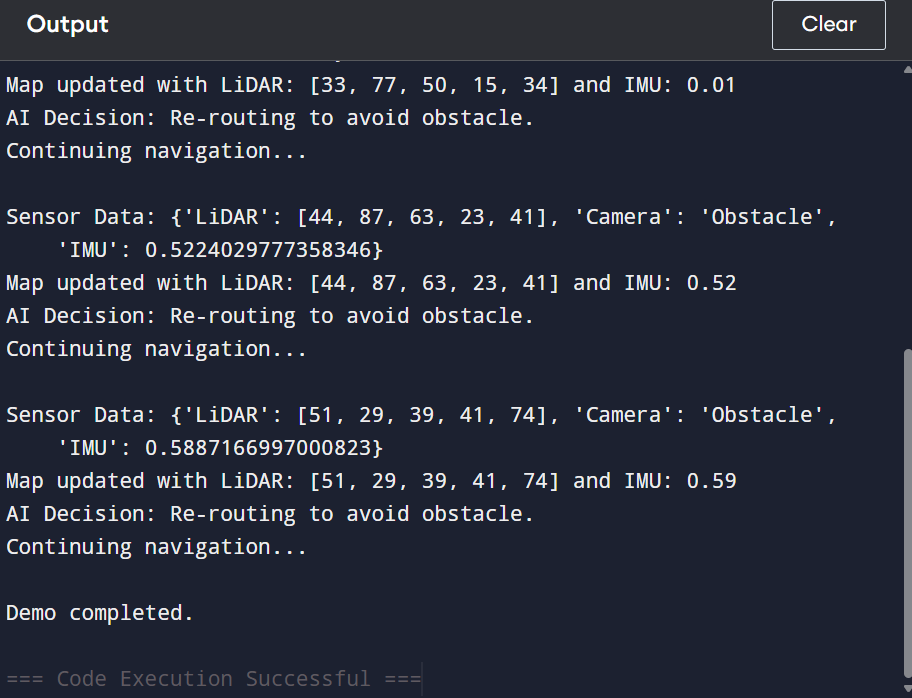 Output
Clear
Map updated with LiDAR: [33, 77, 50, 15, 34] and IMU: 0.01
AI Decision: Re-routing to avoid obstacle.
Continuing navigation...
Sensor Data: {'LiDAR': [44, 87, 63, 23, 41], 'Camera': 'Obstacle',
'IMU': 0.5224029777358346}
Map updated with LiDAR: [44, 87, 63, 23, 41] and IMU: 0.52
AI Decision: Re-routing to avoid obstacle.
Continuing navigation...
Sensor Data: {'LiDAR': [51, 29, 39, 41, 74], 'Camera': 'Obstacle',
'IMU': 0.5887166997000823}
Map updated with LiDAR: [51, 29, 39, 41, 74] and IMU: 0.59
AI Decision: Re-routing to avoid obstacle.
Continuing navigation...
Demo completed.
=== Code Execution Successful ===